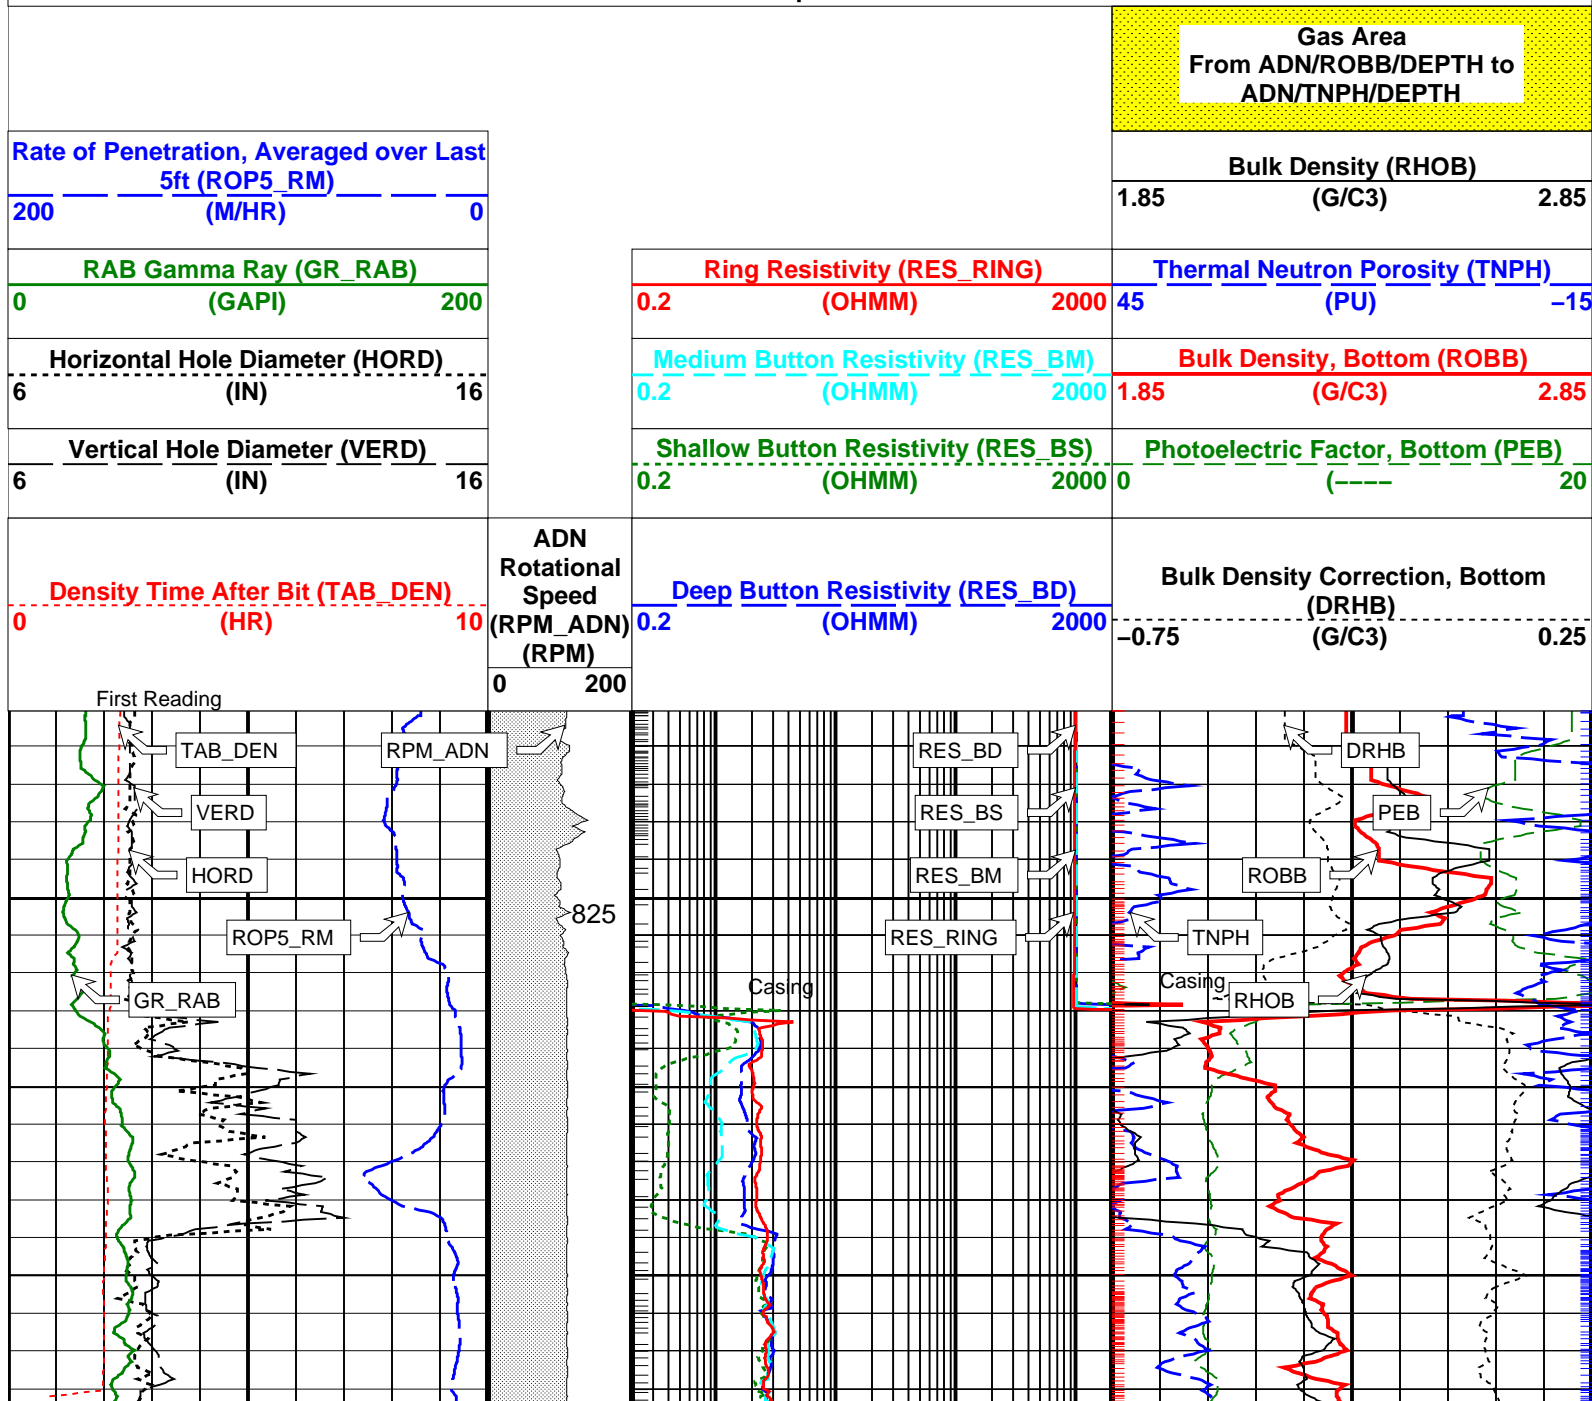 Gas Area
From ADN/ROBB/DEPTH to
ADN/TNPH/DEPTH
Rate of Penetration, Averaged over Last
5ft (ROP5_RM)
200 (M/HR) 0
Bulk Density (RHOB)
1.85 (G/C3) 2.85
RAB Gamma Ray (GR_RAB)
0 (GAPI) 200
Ring Resistivity (RES_RING)
0.2 (OHMM) 2000
Thermal Neutron Porosity (TNPH)
45 (PU) −15
Horizontal Hole Diameter (HORD)
6 (IN) 16
Medium Button Resistivity (RES_BM)
0.2 (OHMM) 2000
Bulk Density, Bottom (ROBB)
1.85 (G/C3) 2.85
Vertical Hole Diameter (VERD)
6 (IN) 16
Shallow Button Resistivity (RES_BS)
0.2 (OHMM) 2000
Photoelectric Factor, Bottom (PEB)
0 (−−−− 20
Density Time After Bit (TAB_DEN)
0 (HR) 10
ADN
Rotational
Speed
(RPM_ADN)
(RPM)
0 200
Deep Button Resistivity (RES_BD)
0.2 (OHMM) 2000
Bulk Density Correction, Bottom
(DRHB)
−0.75 (G/C3) 0.25
First Reading
TAB_DEN
RPM_ADN
RES_BD
DRHB
VERD
RES_BS
PEB
HORD
RES_BM
ROBB
825
ROP5_RM
RES_RING
TNPH
Casing
Casing
GR_RAB
RHOB